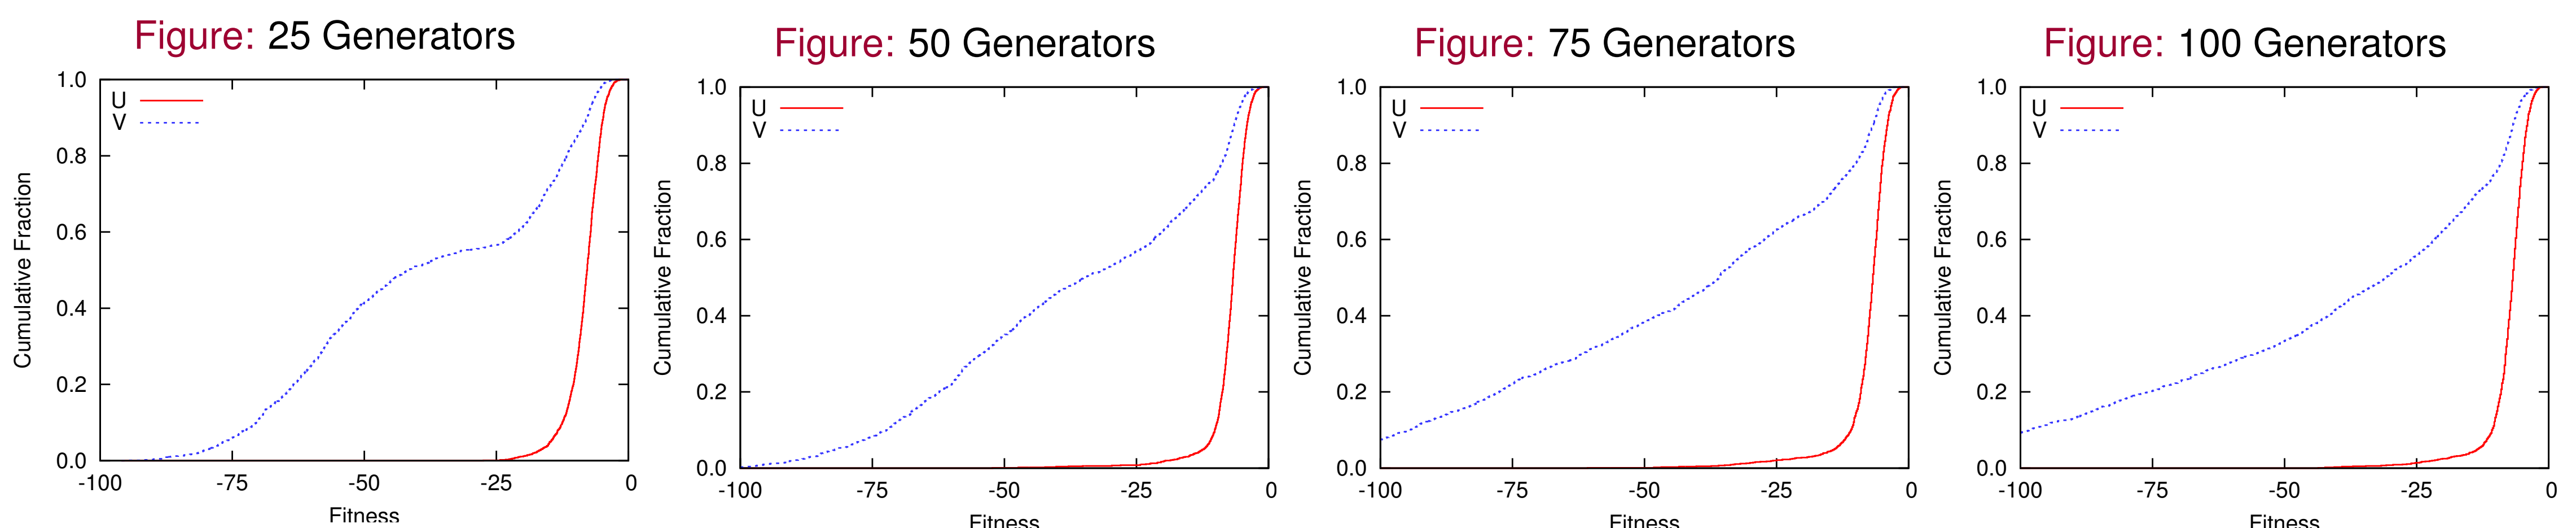 Figure: 25 Generators
1.0
0.8
0.6
0.4
0.2
0.0
Cumulative Fraction
U
V
-100
-75
-50
-25
0
Fitness
Figure: 50 Generators
1.0
0.8
0.6
0.4
0.2
0.0
Cumulative Fraction
U
V
-100
-75
-50
-25
0
Fitness
Figure: 75 Generators
1.0
0.8
0.6
0.4
0.2
0.0
Cumulative Fraction
U
V
-100
-75
-50
-25
0
Fitness
Figure: 100 Generators
1.0
0.8
0.6
0.4
0.2
0.0
Cumulative Fraction
U
V
-100
-75
-50
-25
0
Fitness